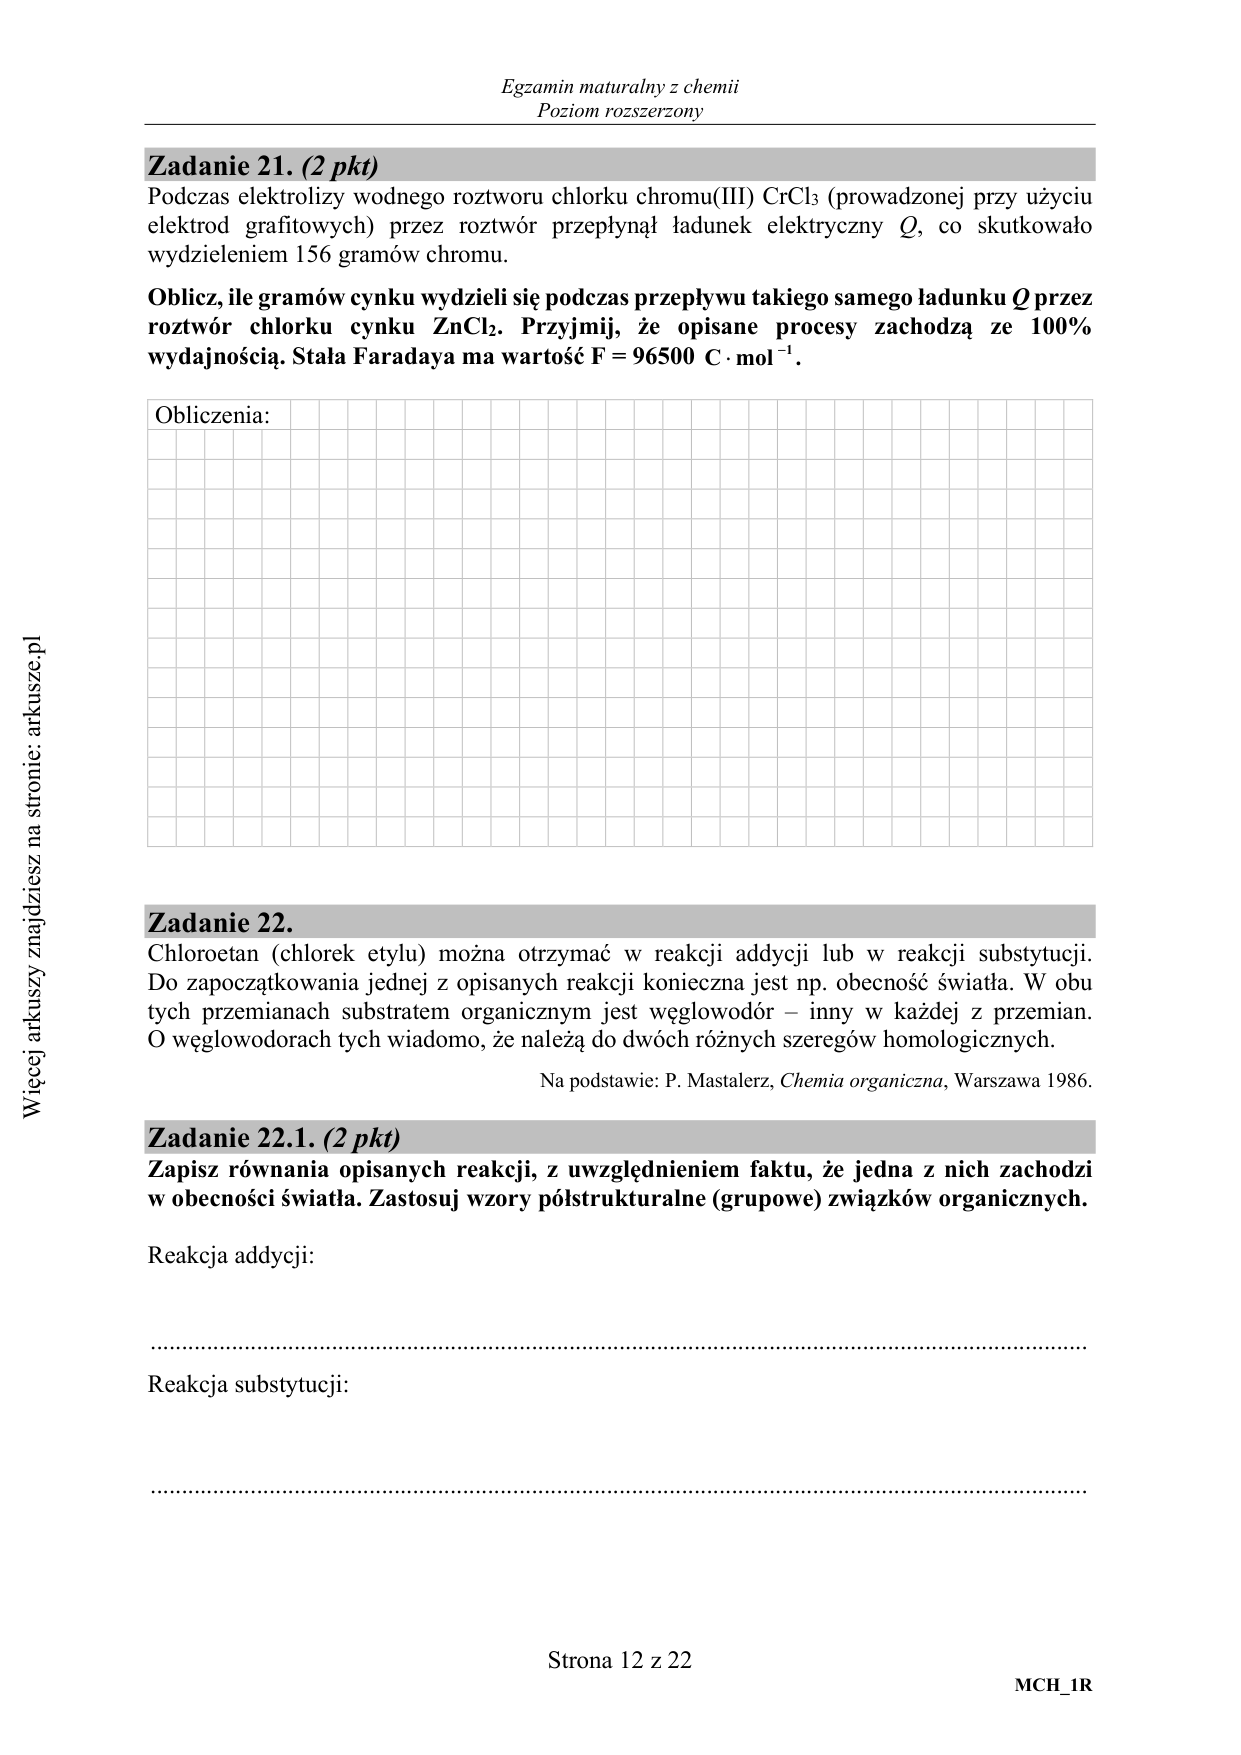 Egzamin maturalny z chemii
Poziom rozszerzony
Zadanie 21. (2 pkt)
Podczas elektrolizy wodnego roztworu chlorku chromu(III) CrCl₃ (prowadzonej przy użyciu
elektrod grafitowych) przez roztwór przepłynął ładunek elektryczny Q, co skutkowało
wydzieleniem 156 gramów chromu.
Oblicz, ile gramów cynku wydzieli się podczas przepływu takiego samego ładunku Q przez
roztwór chlorku cynku ZnCl₂. Przyjmij, że opisane procesy zachodzą ze 100%
wydajnością. Stała Faradaya ma wartość F = 96500 C · mol⁻¹.
Obliczenia:
Zadanie 22.
Chloroetan (chlorek etylu) można otrzymać w reakcji addycji lub w reakcji substytucji.
Do zapoczątkowania jednej z opisanych reakcji konieczna jest np. obecność światła. W obu
tych przemianach substratem organicznym jest węglowodór – inny w każdej z przemian.
O węglowodorach tych wiadomo, że należą do dwóch różnych szeregów homologicznych.
Na podstawie: P. Mastalerz, Chemia organiczna, Warszawa 1986.
Zadanie 22.1. (2 pkt)
Zapisz równania opisanych reakcji, z uwzględnieniem faktu, że jedna z nich zachodzi
w obecności światła. Zastosuj wzory półstrukturalne (grupowe) związków organicznych.
Reakcja addycji:
Reakcja substytucji:
Strona 12 z 22
MCH_1R
Więcej arkuszy znajdziesz na stronie: arkusze.pl